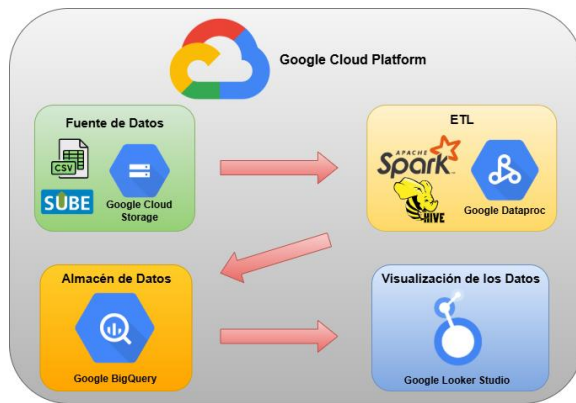 Google Cloud Platform
Fuente de Datos
CSV
SUBE
Google Cloud
Storage
ETL
APACHE
Spark
HIVE
Google Dataproc
Almacén de Datos
Google BigQuery
Visualización de los Datos
Google Looker Studio